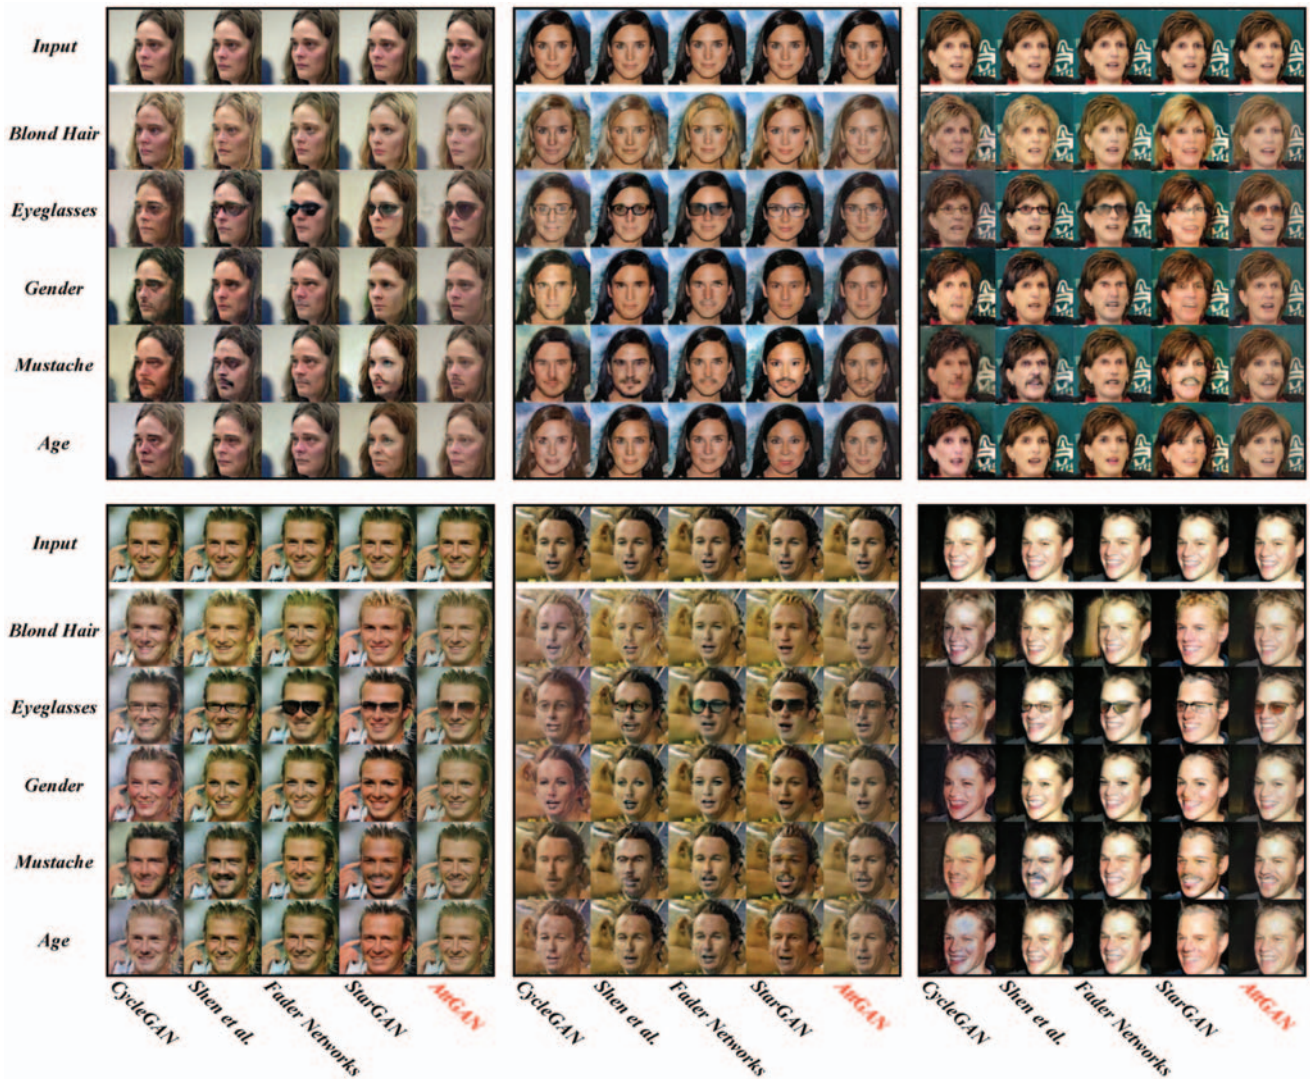 Input
Blond Hair
Eyeglasses
Gender
Mustache
Age
Input
Blond Hair
Eyeglasses
Gender
Mustache
Age
CycleGAN
Shen et al.
Fader Networks
StarGAN
AttGAN
CycleGAN
Shen et al.
Fader Networks
StarGAN
AttGAN
CycleGAN
Shen et al.
Fader Networks
StarGAN
AttGAN